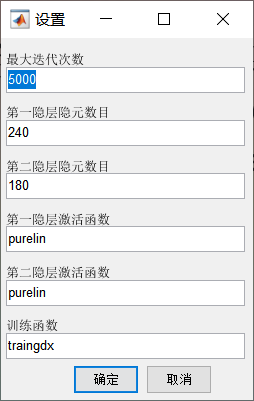 设置
最大迭代次数
5000
第一隐层隐元数目
240
第二隐层隐元数目
180
第一隐层激活函数
purelin
第二隐层激活函数
purelin
训练函数
traingdx
确定 取消